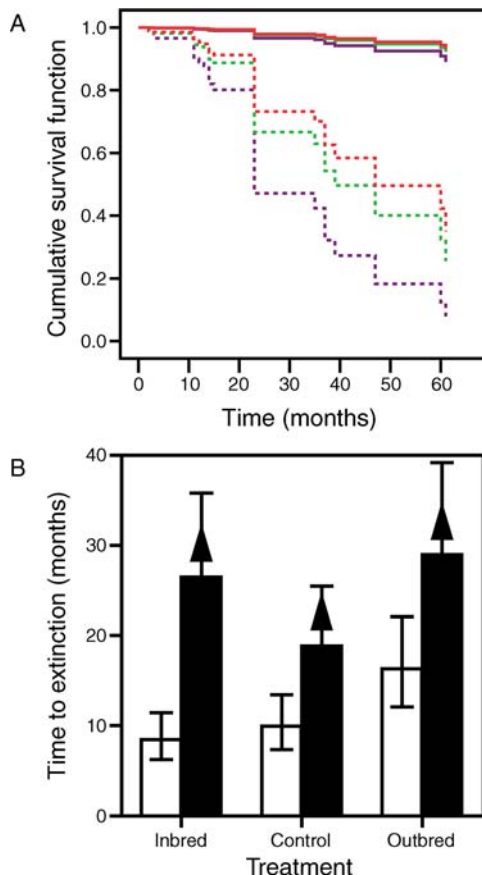 A
Cumulative survival function
1.0
0.8
0.6
0.4
0.2
0.0
0 10 20 30 40 50 60
Time (months)
B
Time to extinction (months)
40
30
20
10
0
Inbred Control Outbred
Treatment